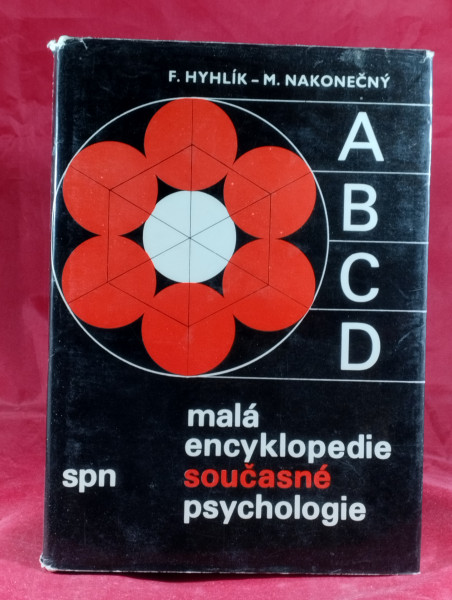 F. HYHLÍK – M. NAKONEČNÝ
A
B
C
D
malá
encyklopedie
současné
psychologie
spn